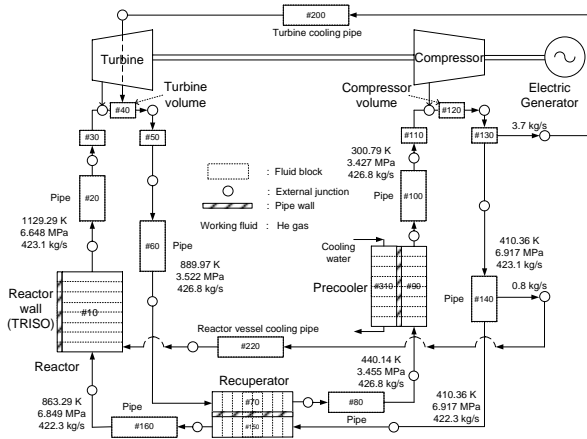 #200
Turbine cooling pipe
Turbine
Compressor
Turbine
volume
Compressor
volume
Electric
Generator
#40
#120
#30
#50
#110
#130
3.7 kg/s
300.79 K
3.427 MPa
426.8 kg/s
: Fluid block
: External junction
: Pipe wall
Working fluid : He gas
Pipe
#20
Pipe
#100
1129.29 K
6.648 MPa
423.1 kg/s
#60
Pipe
889.97 K
3.522 MPa
426.8 kg/s
Cooling
water
410.36 K
6.917 MPa
423.1 kg/s
Reactor
wall
(TRISO)
#10
Precooler
#310
#90
Pipe
#140
0.8 kg/s
Reactor vessel cooling pipe
#220
Reactor
440.14 K
3.455 MPa
426.8 kg/s
863.29 K
6.849 MPa
422.3 kg/s
Recuperator
#70
#150
#80
Pipe
410.36 K
6.917 MPa
422.3 kg/s
Pipe
#160